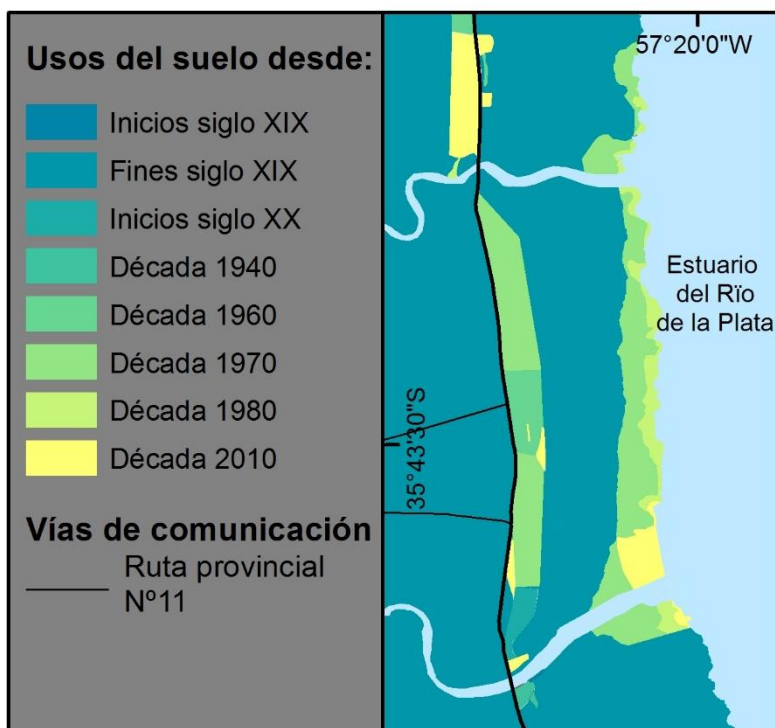 Usos del suelo desde:
Inicios siglo XIX
Fines siglo XIX
Inicios siglo XX
Década 1940
Década 1960
Década 1970
Década 1980
Década 2010
Vías de comunicación
Ruta provincial
Nº11
57°20'0"W
Estuario
del Rïo
de la Plata
35°43'30"S